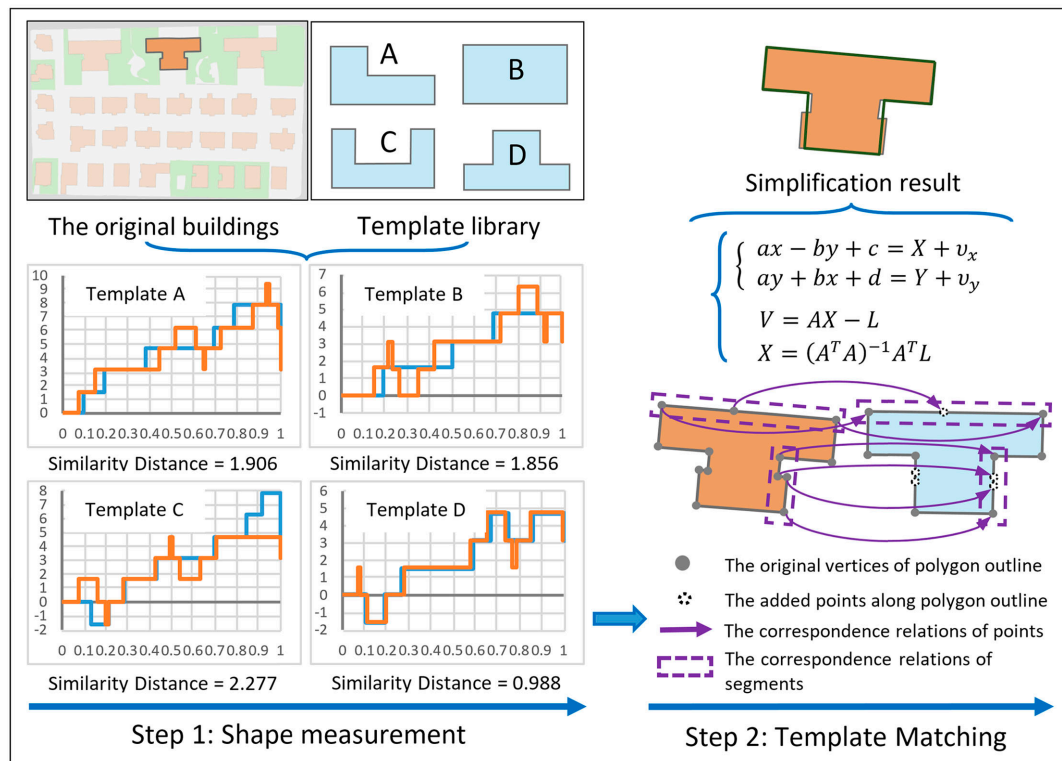 A
B
C
D
The original buildings
Template library
Template A
10
9
8
7
6
5
4
3
2
1
0
0 0.1 0.2 0.3 0.4 0.5 0.6 0.7 0.8 0.9 1
Similarity Distance = 1.906
Template B
7
6
5
4
3
2
1
0
-1
0 0.1 0.2 0.3 0.4 0.5 0.6 0.7 0.8 0.9 1
Similarity Distance = 1.856
Template C
8
7
6
5
4
3
2
1
0
-1
-2
0 0.1 0.2 0.3 0.4 0.5 0.6 0.7 0.8 0.9 1
Similarity Distance = 2.277
Template D
6
5
4
3
2
1
0
-1
-2
0 0.1 0.2 0.3 0.4 0.5 0.6 0.7 0.8 0.9 1
Similarity Distance = 0.988
Step 1: Shape measurement
Simplification result
ax − by + c = X + υ_x
ay + bx + d = Y + υ_y
V = AX − L
X = (A^T A)^−1 A^T L
The original vertices of polygon outline
The added points along polygon outline
The correspondence relations of points
The correspondence relations of
segments
Step 2: Template Matching